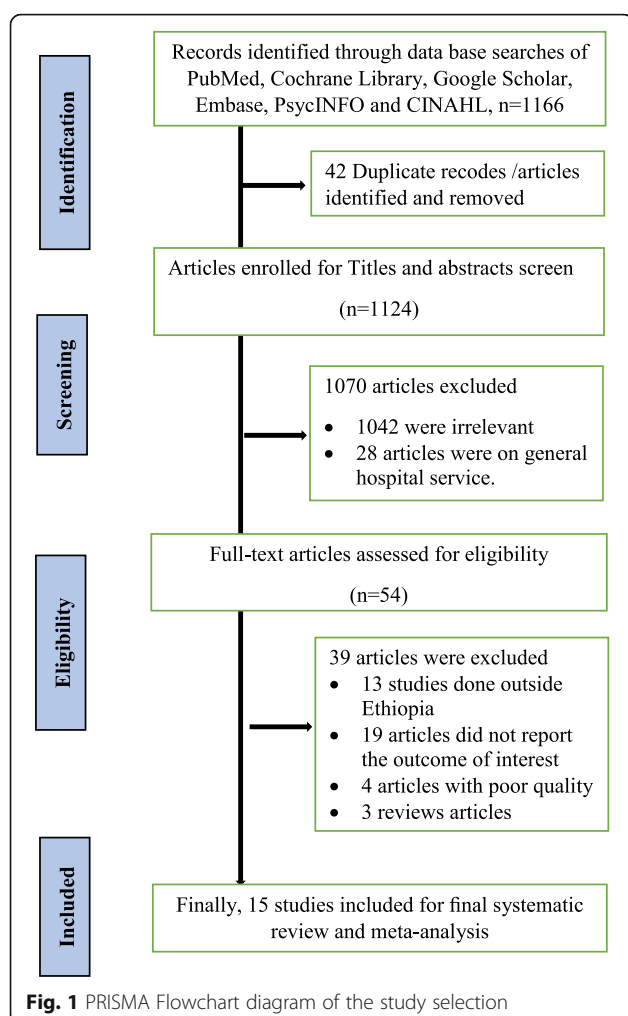 Identification
Records identified through data base searches of
PubMed, Cochrane Library, Google Scholar,
Embase, PsycINFO and CINAHL, n=1166
42 Duplicate recodes /articles
identified and removed
Screening
Articles enrolled for Titles and abstracts screen
(n=1124)
1070 articles excluded
• 1042 were irrelevant
• 28 articles were on general
hospital service.
Eligibility
Full-text articles assessed for eligibility
(n=54)
39 articles were excluded
• 13 studies done outside
Ethiopia
• 19 articles did not report
the outcome of interest
• 4 articles with poor quality
• 3 reviews articles
Included
Finally, 15 studies included for final systematic
review and meta-analysis
Fig. 1 PRISMA Flowchart diagram of the study selection